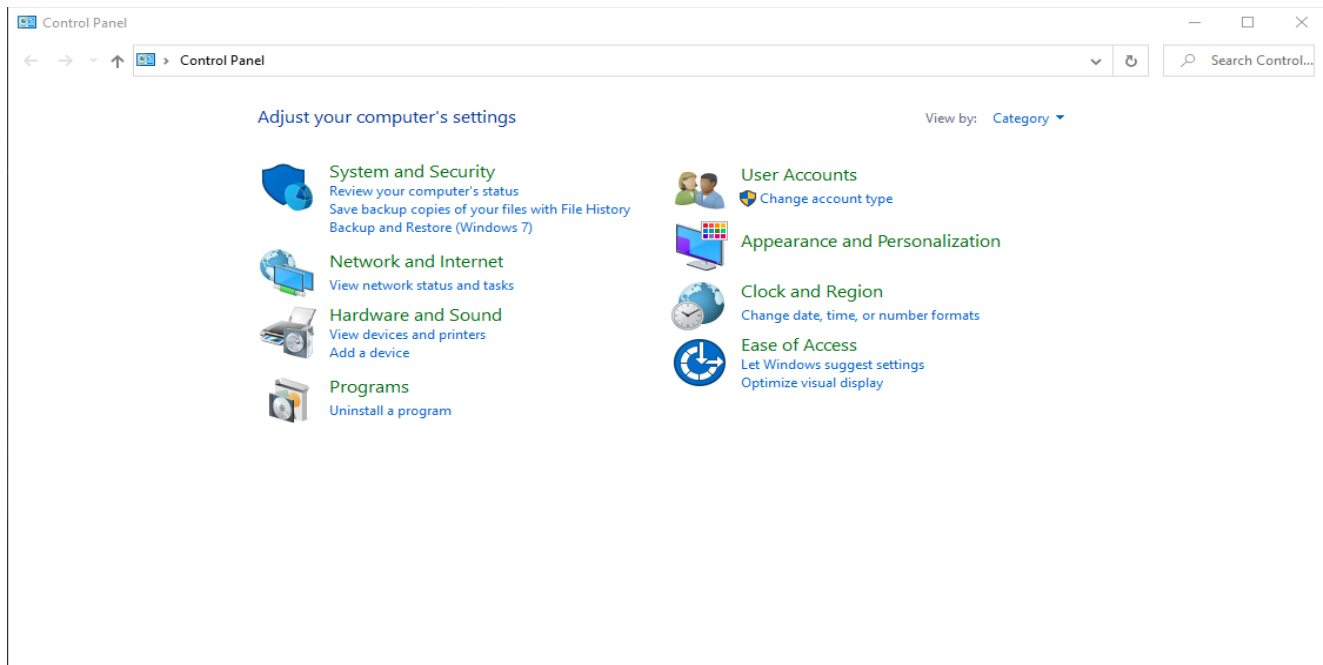 Control Panel
Control Panel
Search Control...
Adjust your computer's settings
View by: Category
System and Security
Review your computer's status
Save backup copies of your files with File History
Backup and Restore (Windows 7)
Network and Internet
View network status and tasks
Hardware and Sound
View devices and printers
Add a device
Programs
Uninstall a program
User Accounts
Change account type
Appearance and Personalization
Clock and Region
Change date, time, or number formats
Ease of Access
Let Windows suggest settings
Optimize visual display